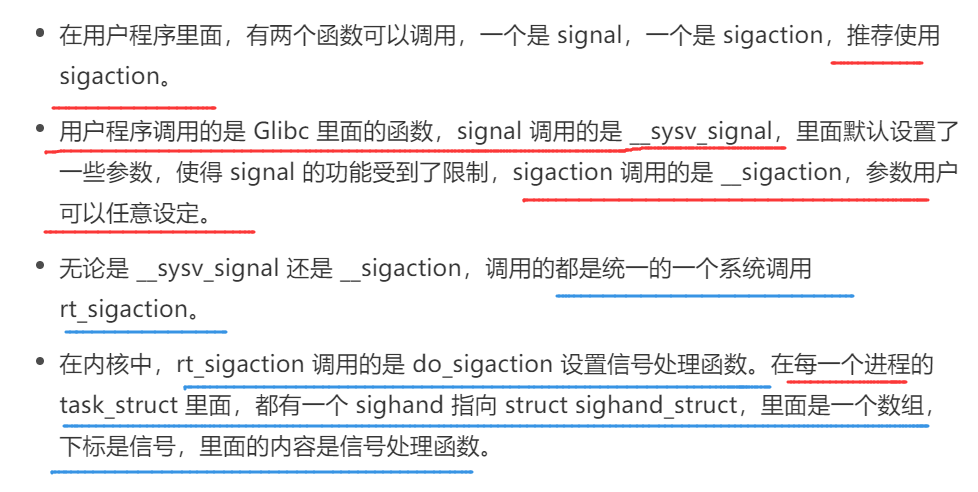 • 在用户程序里面，有两个函数可以调用，一个是 signal，一个是 sigaction，推荐使用
sigaction。
• 用户程序调用的是 Glibc 里面的函数，signal 调用的是 __sysv_signal，里面默认设置了
一些参数，使得 signal 的功能受到了限制，sigaction 调用的是 __sigaction，参数用户
可以任意设定。
• 无论是 __sysv_signal 还是 __sigaction，调用的都是统一的一个系统调用
rt_sigaction。
• 在内核中，rt_sigaction 调用的是 do_sigaction 设置信号处理函数。在每一个进程的
task_struct 里面，都有一个 sighand 指向 struct sighand_struct，里面是一个数组，
下标是信号，里面的内容是信号处理函数。